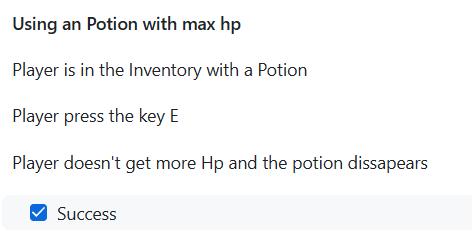 Using an Potion with max hp
Player is in the Inventory with a Potion
Player press the key E
Player doesn't get more Hp and the potion dissapears
Success